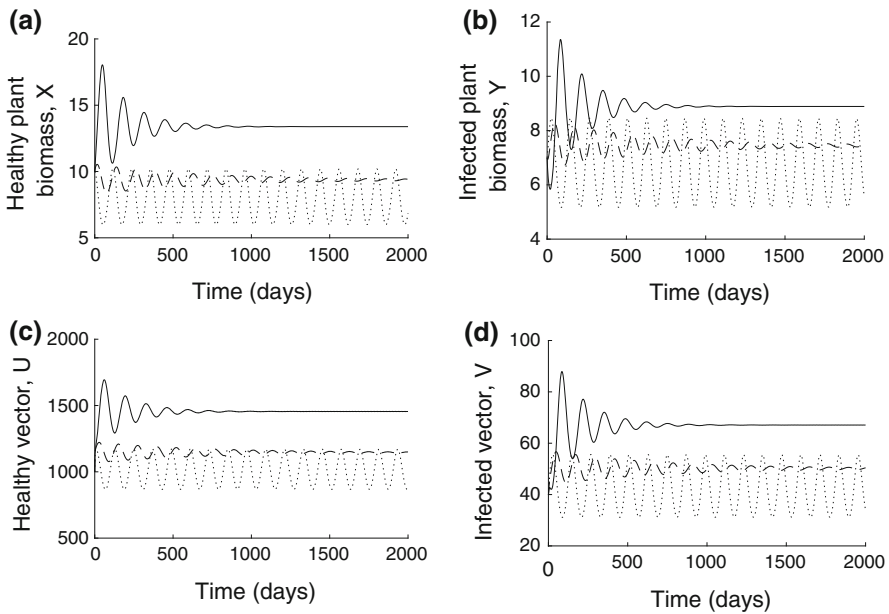 (a)
20
15
10
5
0 500 1000 1500 2000
Healthy plant
biomass, X
Time (days)
(b)
12
10
8
6
4
0 500 1000 1500 2000
Infected plant
biomass, Y
Time (days)
(c)
2000
1500
1000
500
0 500 1000 1500 2000
Healthy vector, U
Time (days)
(d)
100
80
60
40
20
0 500 1000 1500 2000
Infected vector, V
Time (days)